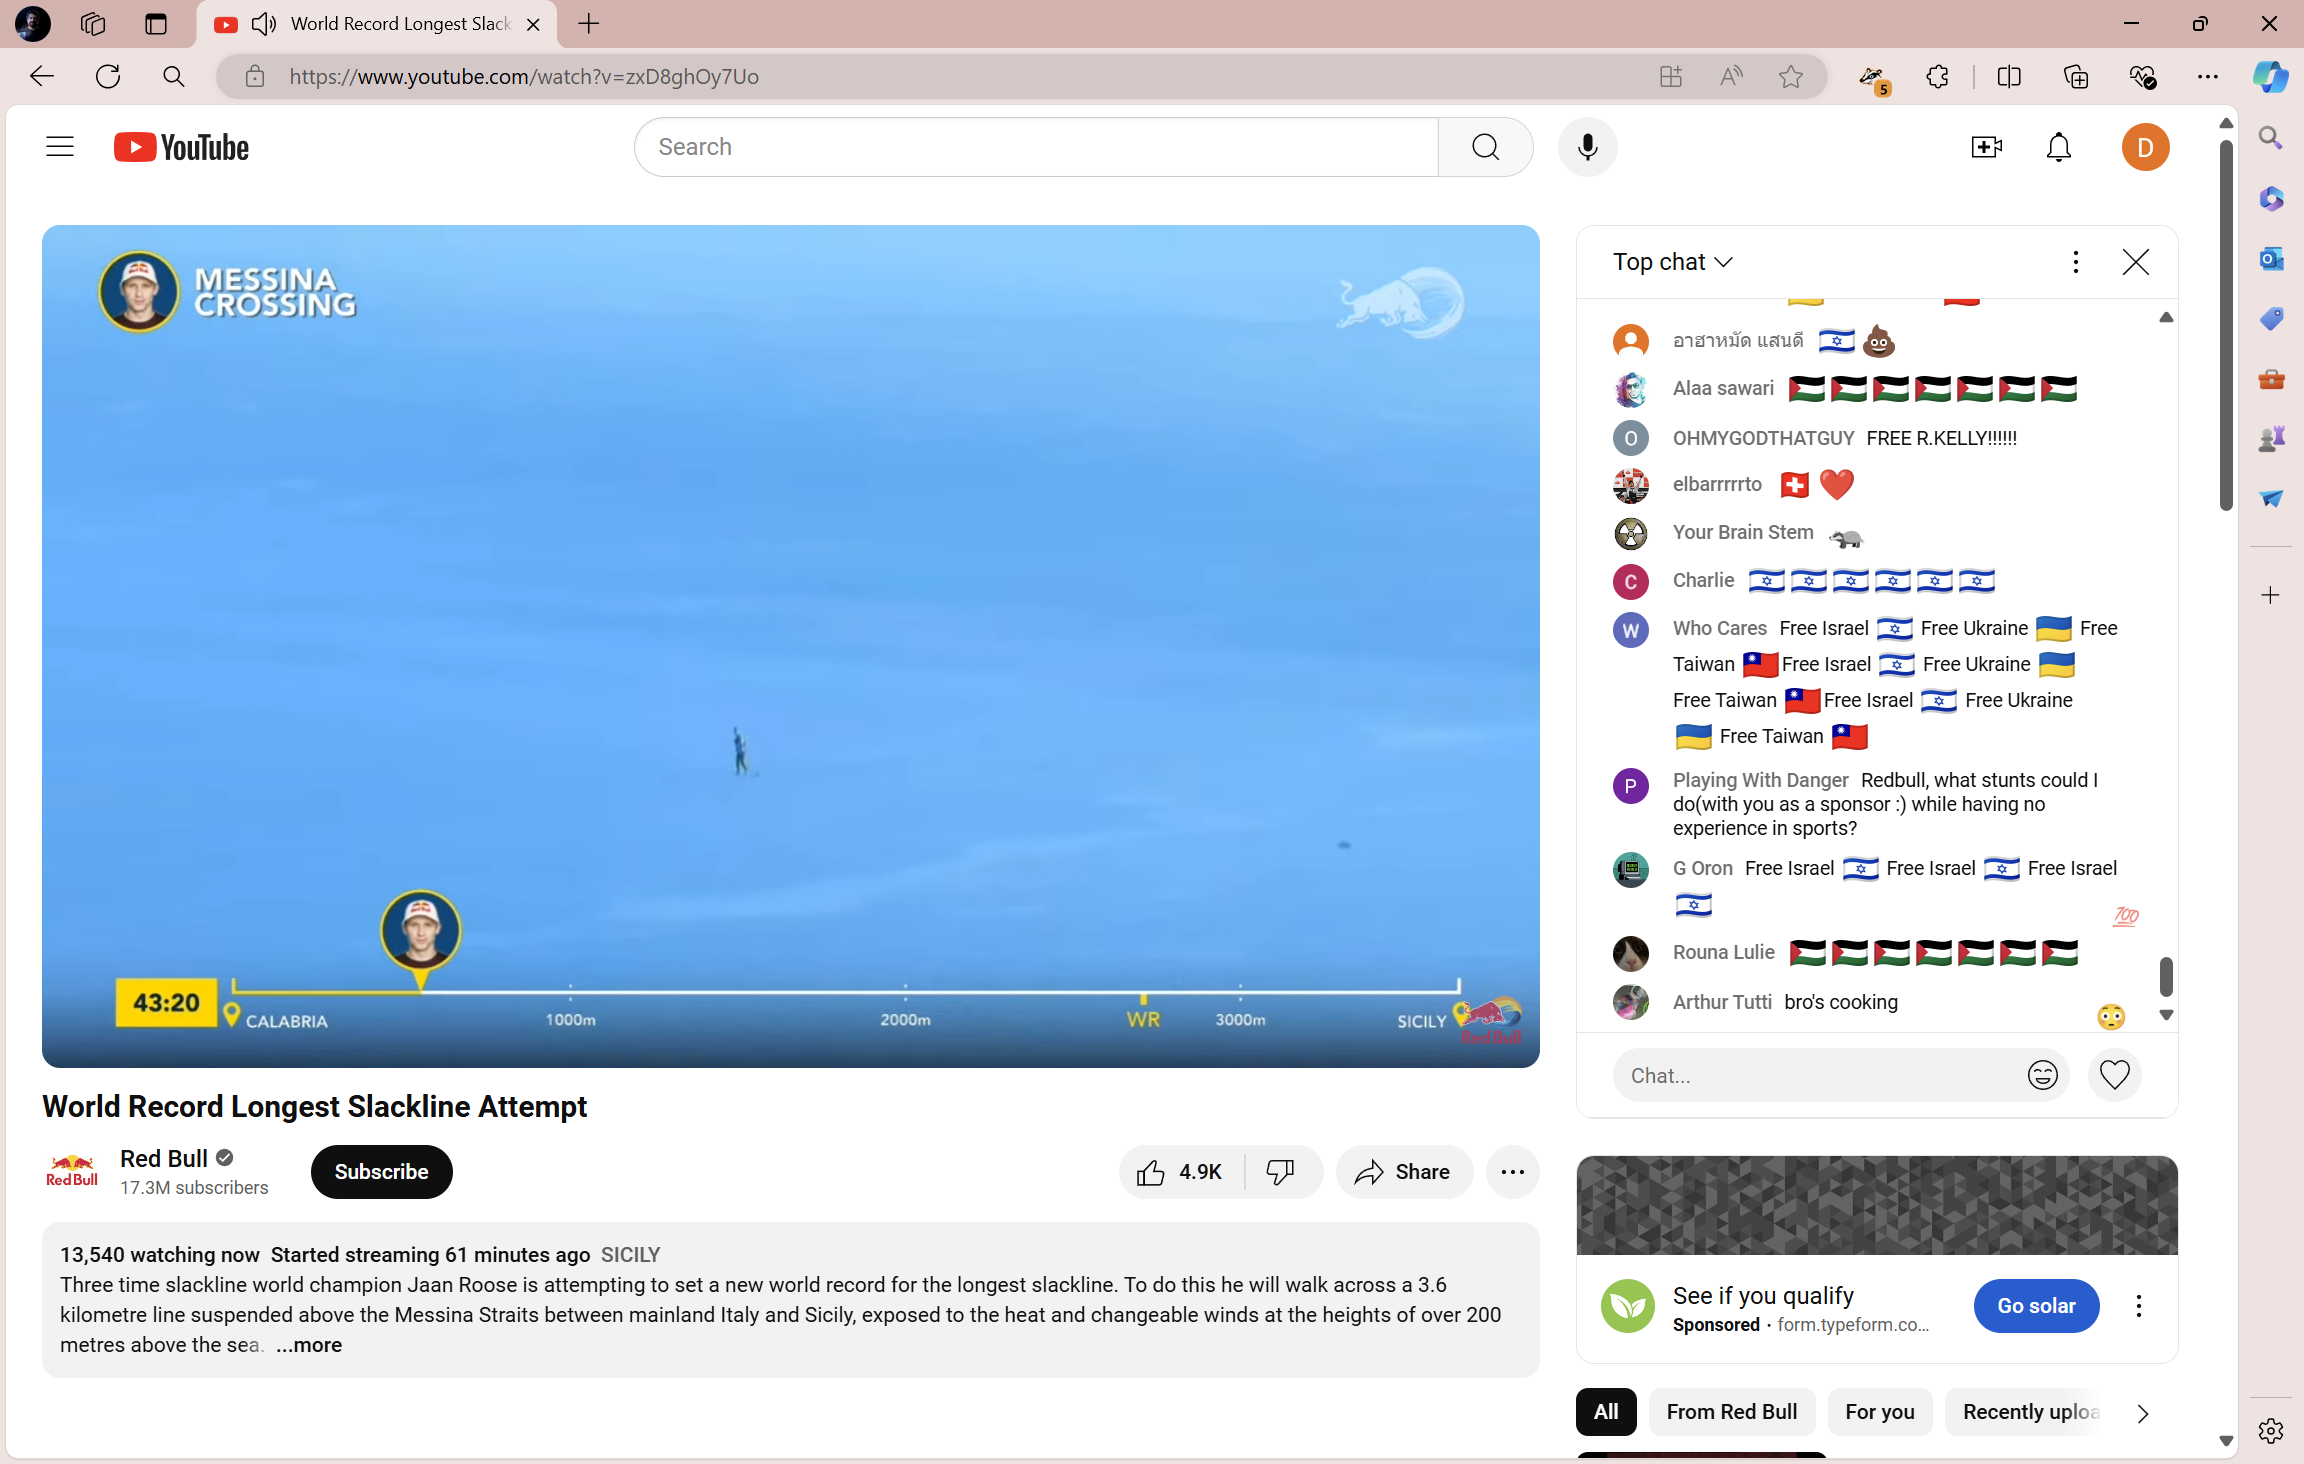 World Record Longest Slack
https://www.youtube.com/watch?v=zxD8ghOy7Uo
5
YouTube
Search
D
MESSINA
CROSSING
43:20
CALABRIA
1000m
2000m
WR
3000m
SICILY
Red Bull
World Record Longest Slackline Attempt
Red Bull
Red Bull
17.3M subscribers
Subscribe
4.9K
Share
13,540 watching now Started streaming 61 minutes ago SICILY
Three time slackline world champion Jaan Roose is attempting to set a new world record for the longest slackline. To do this he will walk across a 3.6
kilometre line suspended above the Messina Straits between mainland Italy and Sicily, exposed to the heat and changeable winds at the heights of over 200
metres above the sea. ...more
Top chat
อาฮาหมัด แสนดี 🇮🇱💩
Alaa sawari 🇵🇸🇵🇸🇵🇸🇵🇸🇵🇸🇵🇸🇵🇸
O
OHMYGODTHATGUY FREE R.KELLY!!!!!!
elbarrrrrto 🇨🇭❤️
Your Brain Stem 🦡
C
Charlie 🇮🇱🇮🇱🇮🇱🇮🇱🇮🇱🇮🇱
W
Who Cares Free Israel 🇮🇱 Free Ukraine 🇺🇦 Free
Taiwan 🇹🇼Free Israel 🇮🇱 Free Ukraine 🇺🇦
Free Taiwan 🇹🇼Free Israel 🇮🇱 Free Ukraine
🇺🇦 Free Taiwan 🇹🇼
P
Playing With Danger Redbull, what stunts could I
do(with you as a sponsor :) while having no
experience in sports?
G Oron Free Israel 🇮🇱 Free Israel 🇮🇱 Free Israel
🇮🇱
💯
Rouna Lulie 🇵🇸🇵🇸🇵🇸🇵🇸🇵🇸🇵🇸🇵🇸
Arthur Tutti bro's cooking
😳
Chat...
See if you qualify
Sponsored · form.typeform.co...
Go solar
All
From Red Bull
For you
Recently uploa